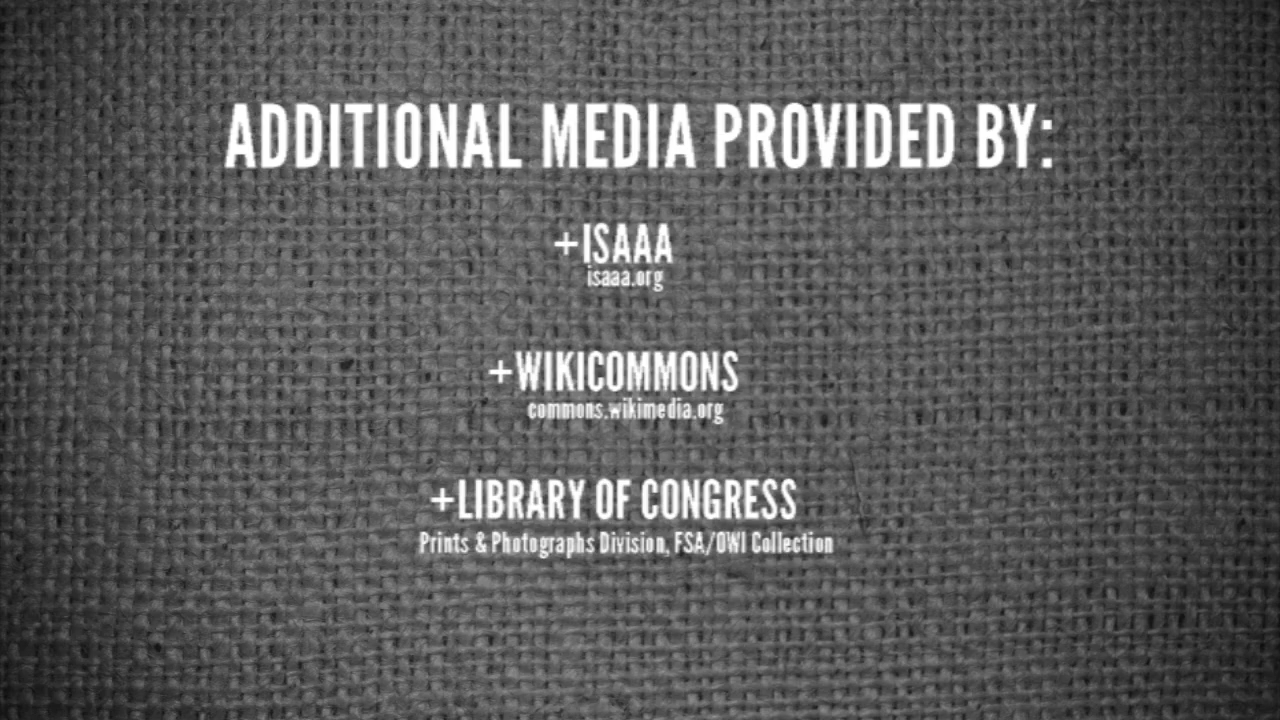 ADDITIONAL MEDIA PROVIDED BY:
+ISAAA
isaaa.org
+WIKICOMMONS
commons.wikimedia.org
+LIBRARY OF CONGRESS
Prints & Photographs Division, FSA/OWI Collection